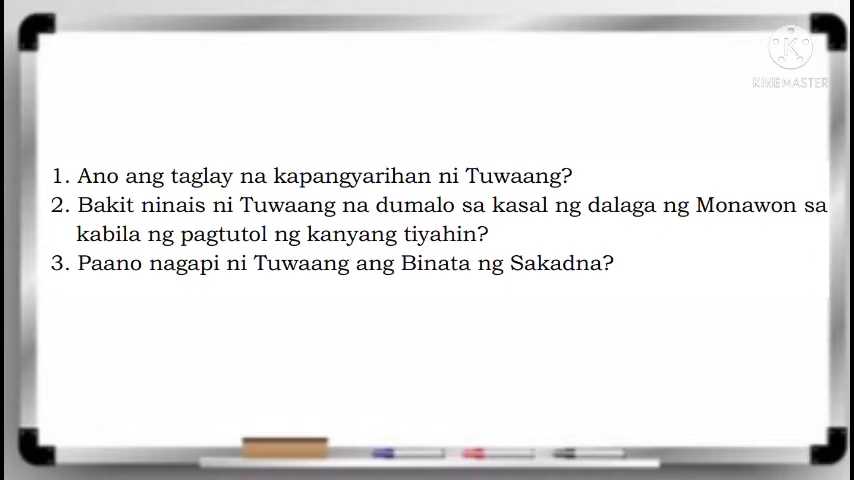 KINEMASTER
1. Ano ang taglay na kapangyarihan ni Tuwaang?
2. Bakit ninais ni Tuwaang na dumalo sa kasal ng dalaga ng Monawon sa
kabila ng pagtutol ng kanyang tiyahin?
3. Paano nagapi ni Tuwaang ang Binata ng Sakadna?